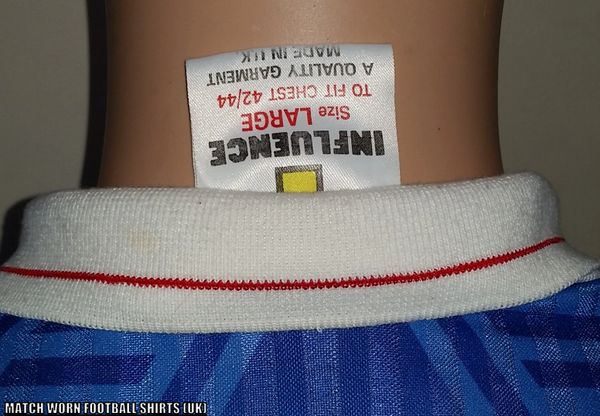 INFLUENCE
Size LARGE
TO FIT CHEST 42/44
A QUALITY GARMENT
MADE IN U.K
MATCH WORN FOOTBALL SHIRTS (UK)